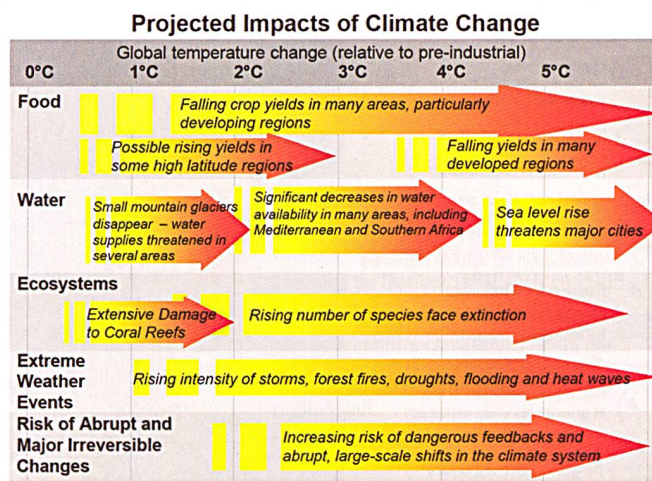 Projected Impacts of Climate Change
Global temperature change (relative to pre-industrial)
0°C 1°C 2°C 3°C 4°C 5°C
Food
Falling crop yields in many areas, particularly
developing regions
Possible rising yields in
some high latitude regions
Falling yields in many
developed regions
Water
Small mountain glaciers
disappear – water
supplies threatened in
several areas
Significant decreases in water
availability in many areas, including
Mediterranean and Southern Africa
Sea level rise
threatens major cities
Ecosystems
Extensive Damage
to Coral Reefs
Rising number of species face extinction
Extreme
Weather
Events
Rising intensity of storms, forest fires, droughts, flooding and heat waves
Risk of Abrupt and
Major Irreversible
Changes
Increasing risk of dangerous feedbacks and
abrupt, large-scale shifts in the climate system